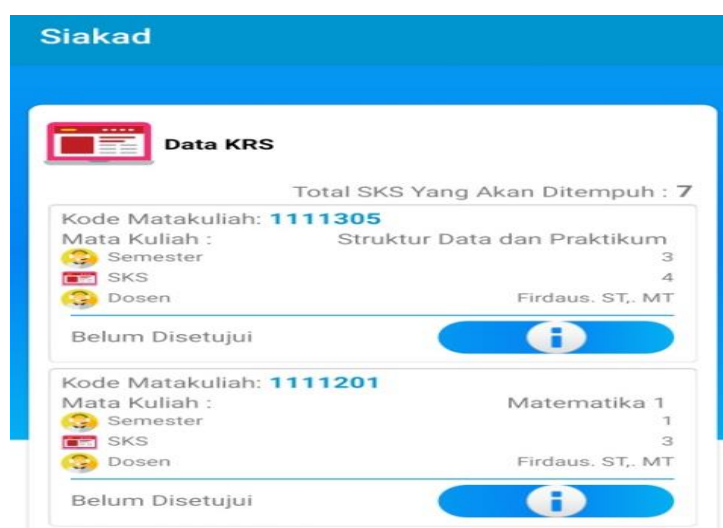 Siakad
Data KRS
Total SKS Yang Akan Ditempuh : 7
Kode Matakuliah: 1111305
Mata Kuliah : Struktur Data dan Praktikum
Semester 3
SKS 4
Dosen Firdaus. ST,. MT
Belum Disetujui
Kode Matakuliah: 1111201
Mata Kuliah : Matematika 1
Semester 1
SKS 3
Dosen Firdaus. ST,. MT
Belum Disetujui